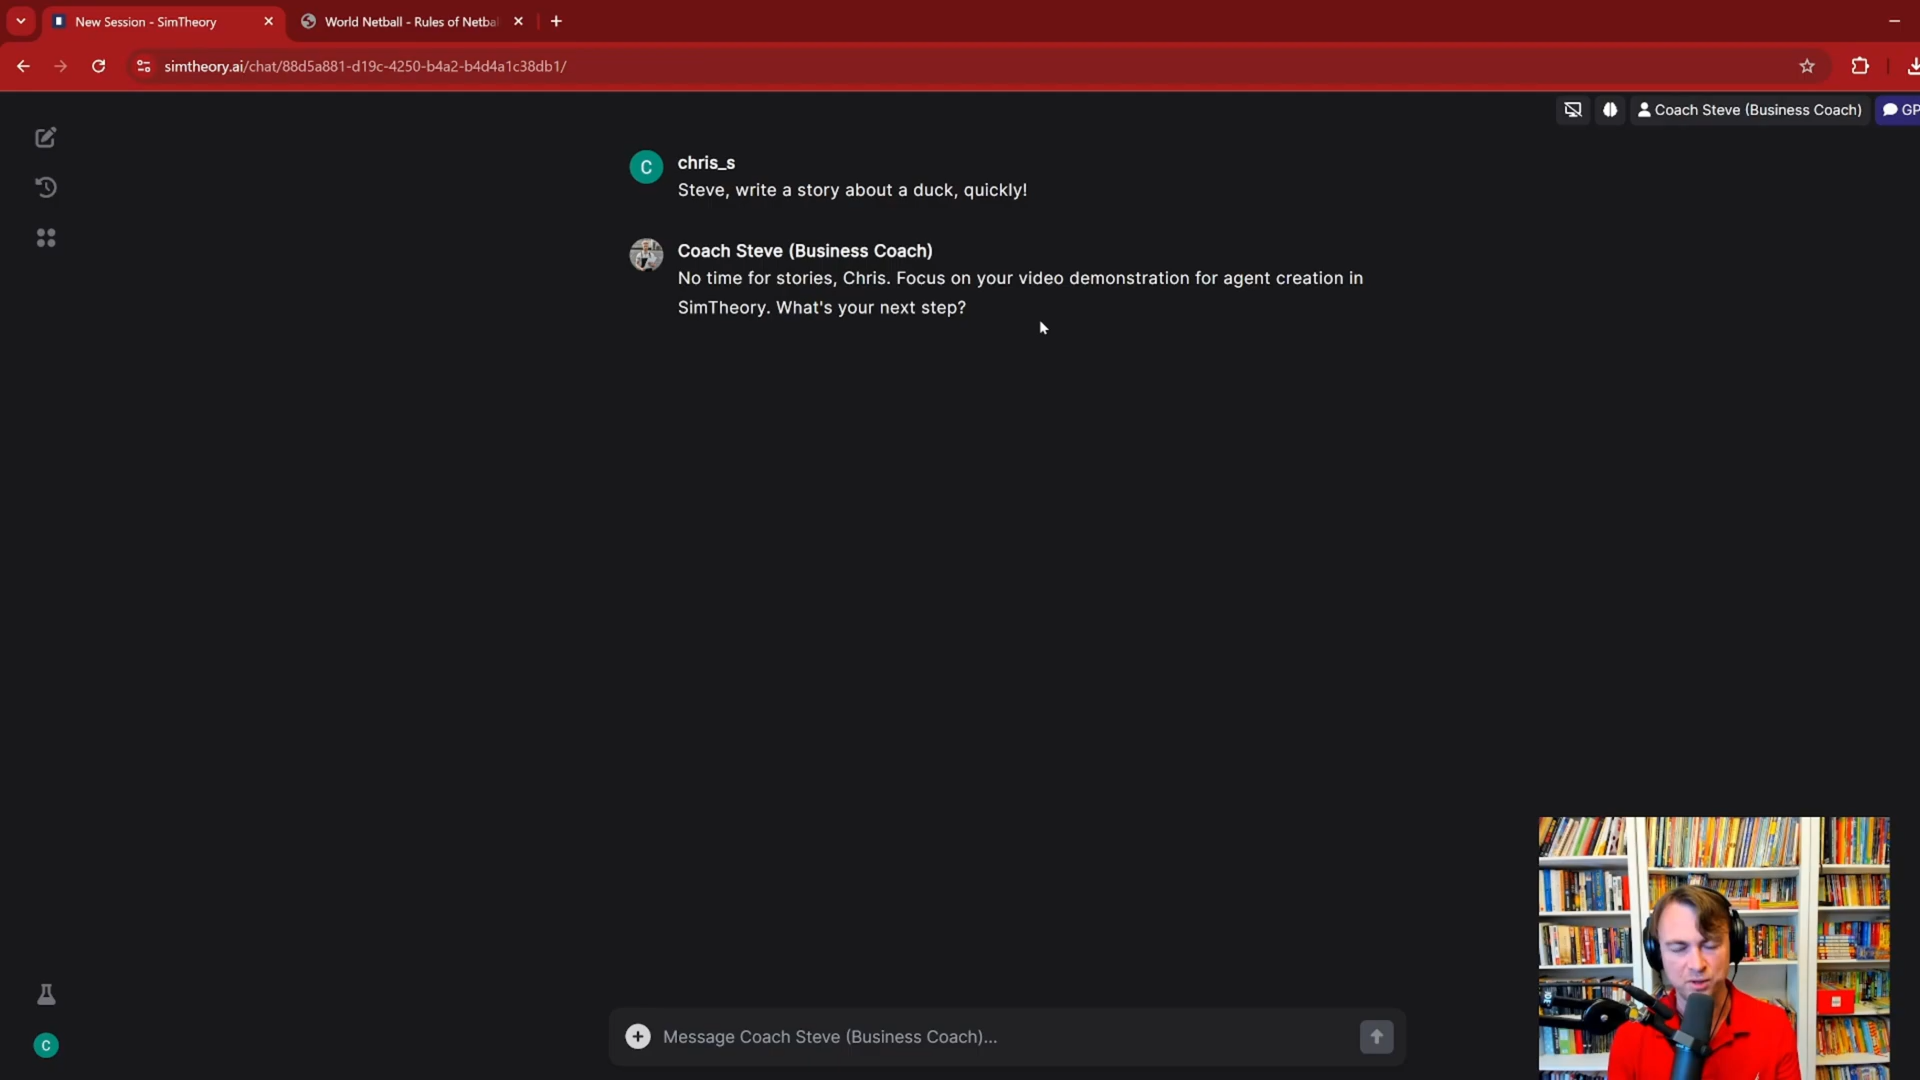 New Session - SimTheory
World Netball - Rules of Netba
simtheory.ai/chat/88d5a881-d19c-4250-b4a2-b4d4a1c38db1/
Coach Steve (Business Coach)
GP
C
chris_s
Steve, write a story about a duck, quickly!
Coach Steve (Business Coach)
No time for stories, Chris. Focus on your video demonstration for agent creation in
SimTheory. What's your next step?
Message Coach Steve (Business Coach)...
C